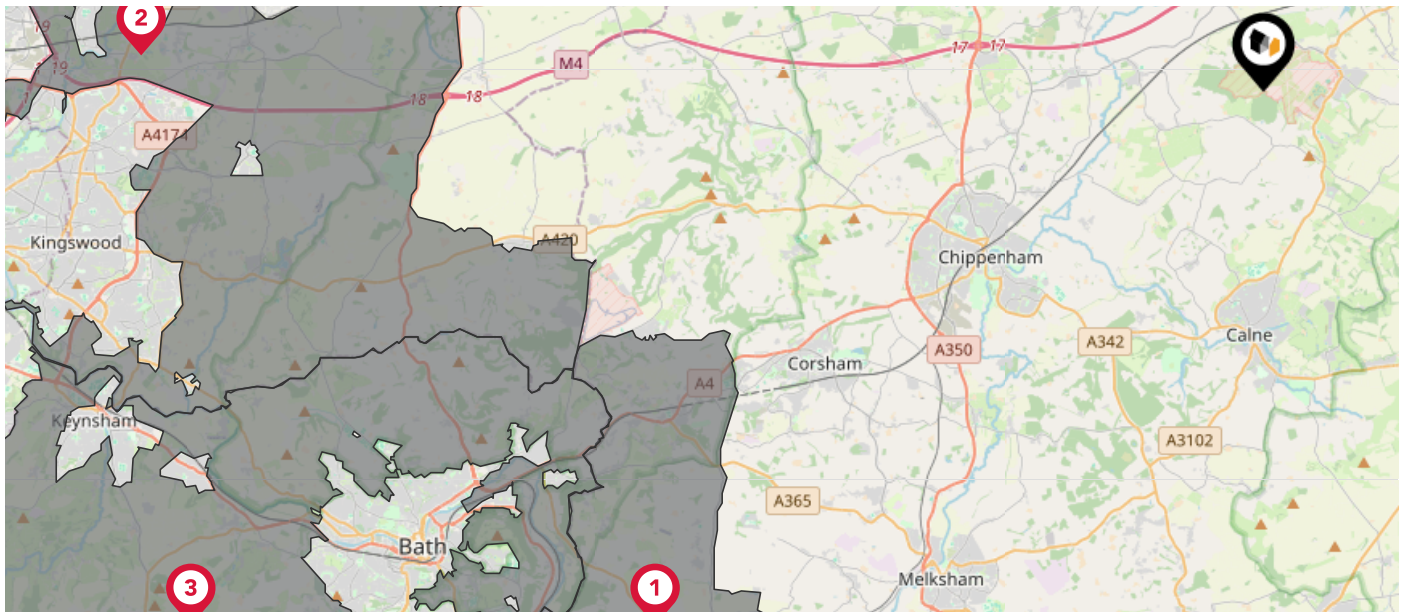 2
19
19
17 17
M4
18 18
A4174
Kingswood
A420
Chippenham
Calne
A342
A350
Corsham
A4
Keynsham
A3102
A365
Bath
Melksham
3
1